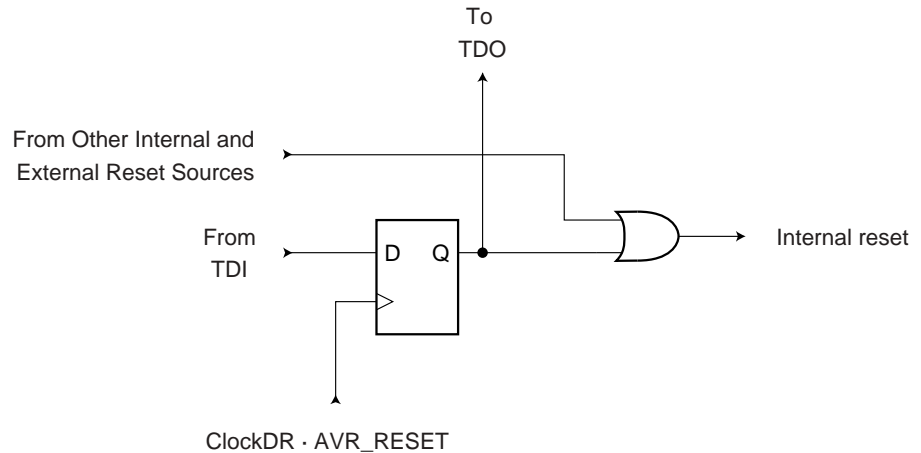 To
TDO
From Other Internal and
External Reset Sources
From
TDI
D Q
Internal reset
ClockDR · AVR_RESET